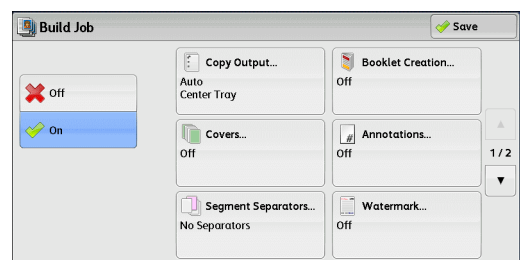 Build Job
Save
Off
On
Copy Output...
Auto
Center Tray
Booklet Creation...
Off
Covers...
Off
# Annotations...
Off
1 / 2
Segment Separators...
No Separators
Watermark...
Off